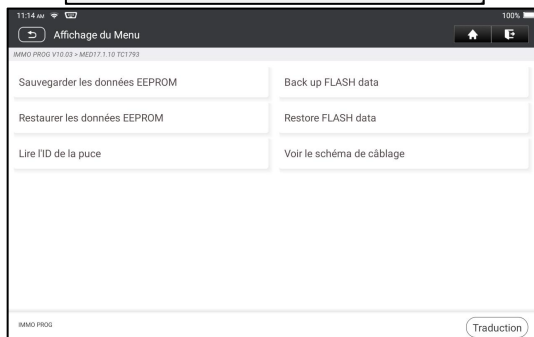 11:14 AM 100%
Affichage du Menu
IMMO PROG V10.03 > MED17.1.10 TC1793
Sauvegarder les données EEPROM Back up FLASH data
Restaurer les données EEPROM Restore FLASH data
Lire l'ID de la puce Voir le schéma de câblage
IMMO PROG Traduction